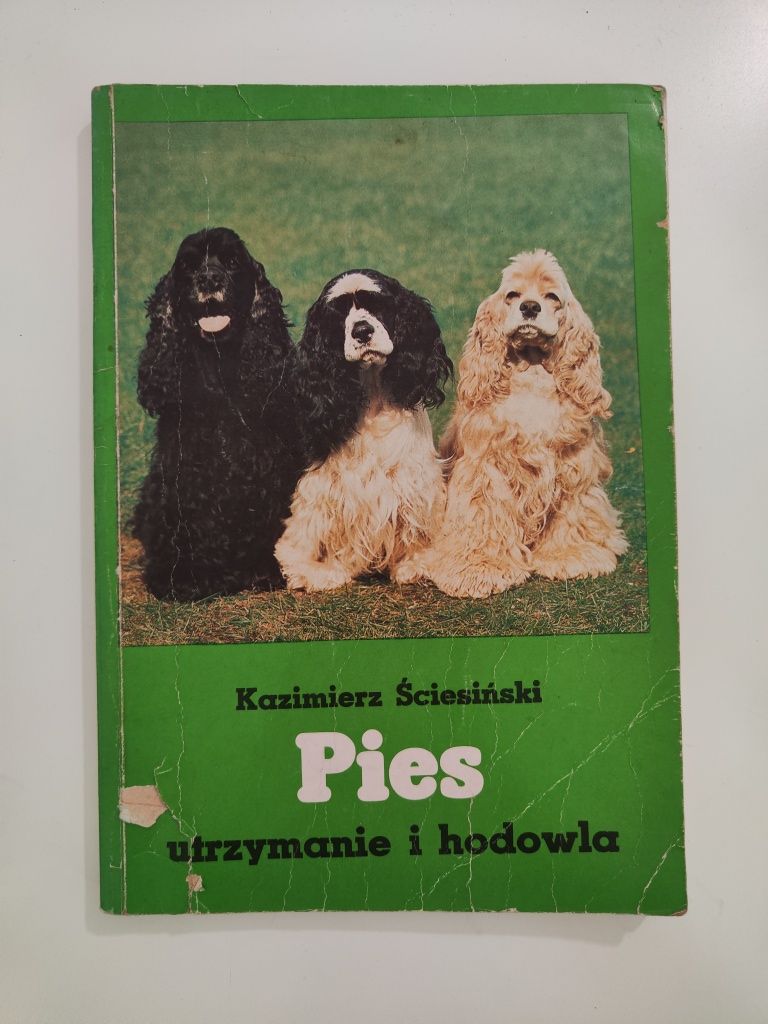 Kazimierz Ściesiński
Pies
utrzymanie i hodowla